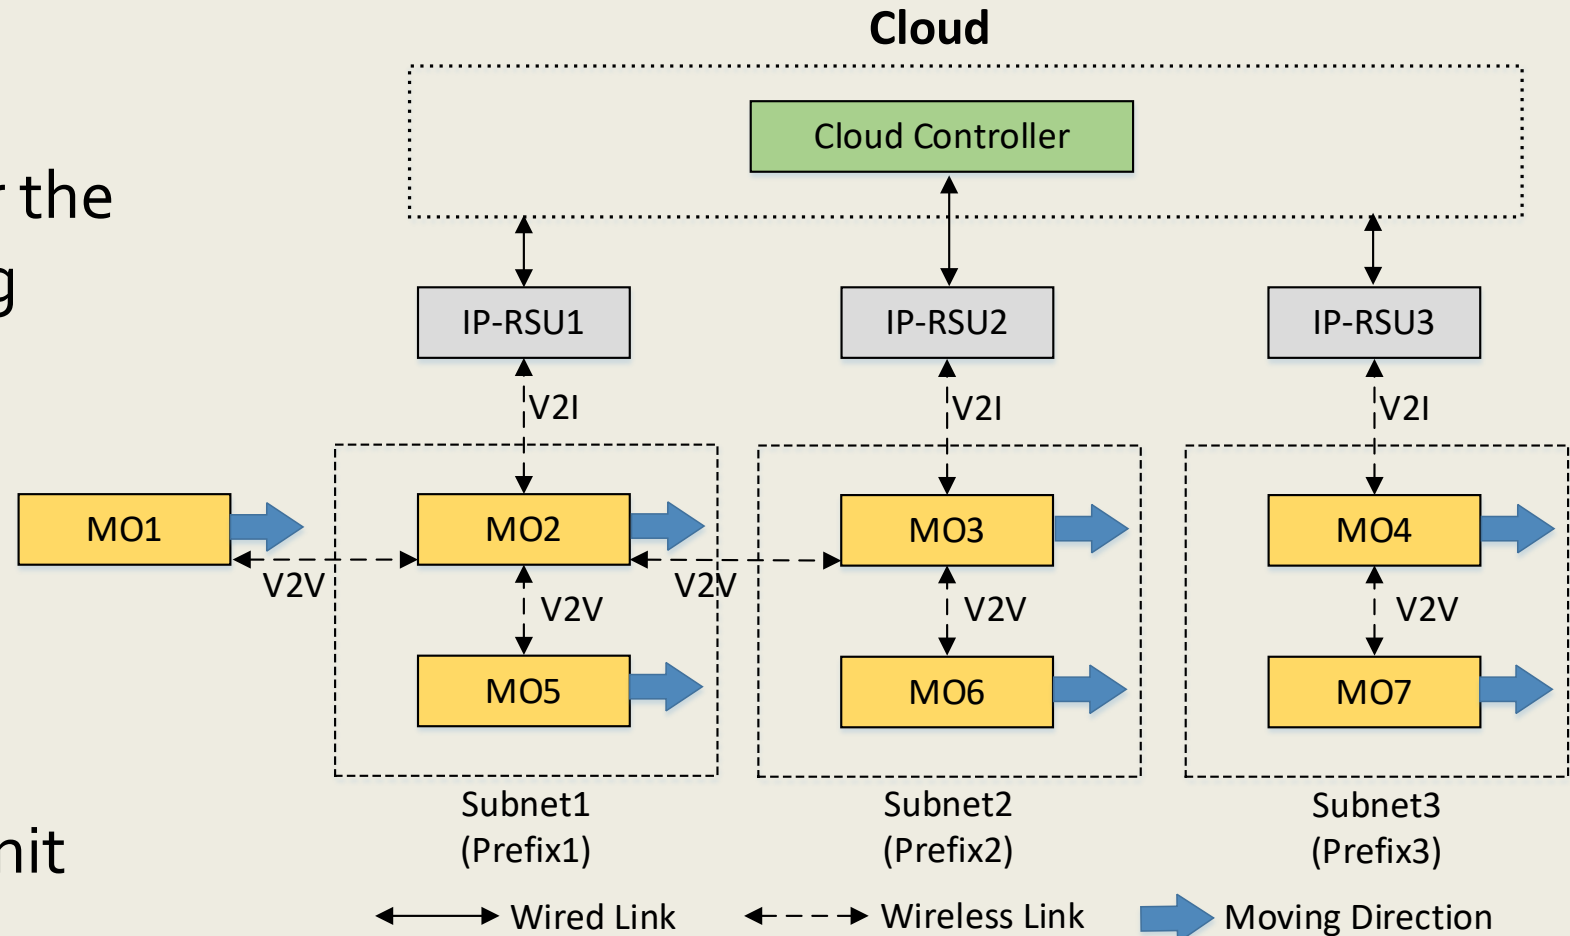 Cloud
Cloud Controller
r the
g
IP-RSU1 IP-RSU2 IP-RSU3
V2I V2I V2I
MO1 MO2 MO3 MO4
V2V V2V
V2V V2V V2V
MO5 MO6 MO7
Subnet1 Subnet2 Subnet3
(Prefix1) (Prefix2) (Prefix3)
nit
Wired Link Wireless Link Moving Direction